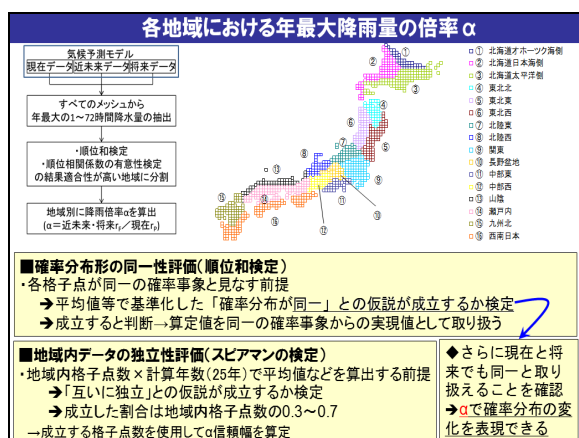 各地域における年最大降雨量の倍率α
気候予測モデル
現在データ 近未来データ 将来データ
すべてのメッシュから
年最大の1～72時間降水量の抽出
・順位和検定
・順位相関係数の有意性検定
の結果適合性が高い地域に分割
地域別に降雨倍率αを算出
(α=近未来・将来rp／現在rp)
①
②
③
④
⑤
⑥
⑦
⑧
⑨
⑩
⑪
⑫
⑬
⑭
⑮
⑯
① 北海道オホーツク海側
② 北海道日本海側
③ 北海道太平洋側
④ 東北北
⑤ 東北東
⑥ 東北西
⑦ 北陸東
⑧ 北陸西
⑨ 関東
⑩ 長野盆地
⑪ 中部東
⑫ 中部西
⑬ 山陰
⑭ 瀬戸内
⑮ 九州北
⑯ 西南日本
■確率分布形の同一性評価(順位和検定)
・各格子点が同一の確率事象と見なす前提
➔平均値等で基準化した「確率分布が同一」との仮説が成立するか検定
➔成立すると判断→算定値を同一の確率事象からの実現値として取り扱う
■地域内データの独立性評価(スピアマンの検定)
・地域内格子点数×計算年数(25年)で平均値などを算出する前提
➔「互いに独立」との仮説が成立するか検定
➔成立した割合は地域内格子点数の0.3～0.7
→成立する格子点数を使用してα信頼幅を算定
◆さらに現在と将
来でも同一と取り
扱えることを確認
➔αで確率分布の変
化を表現できる